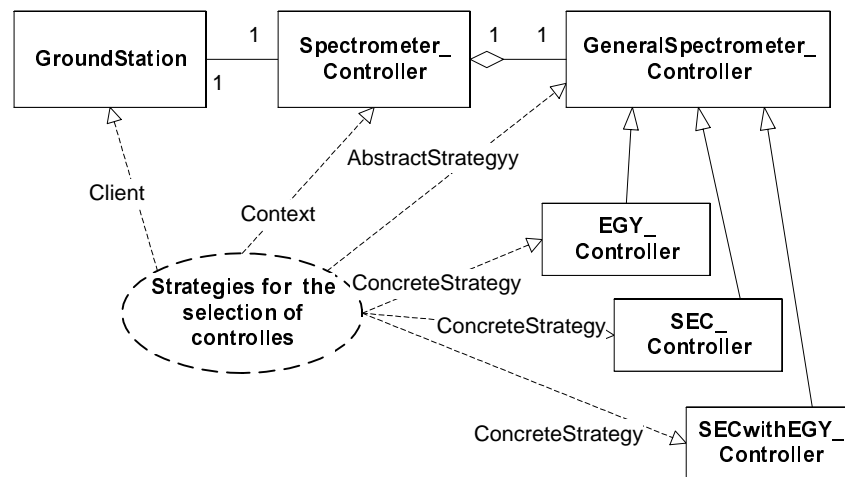 1
1
1
GroundStation
1
Spectrometer_
Controller
GeneralSpectrometer_
Controller
AbstractStrategyy
Client
Context
EGY_
Controller
ConcreteStrategy
Strategies for the
selection of
controlles
ConcreteStrategy
SEC_
Controller
ConcreteStrategy
SECwithEGY_
Controller